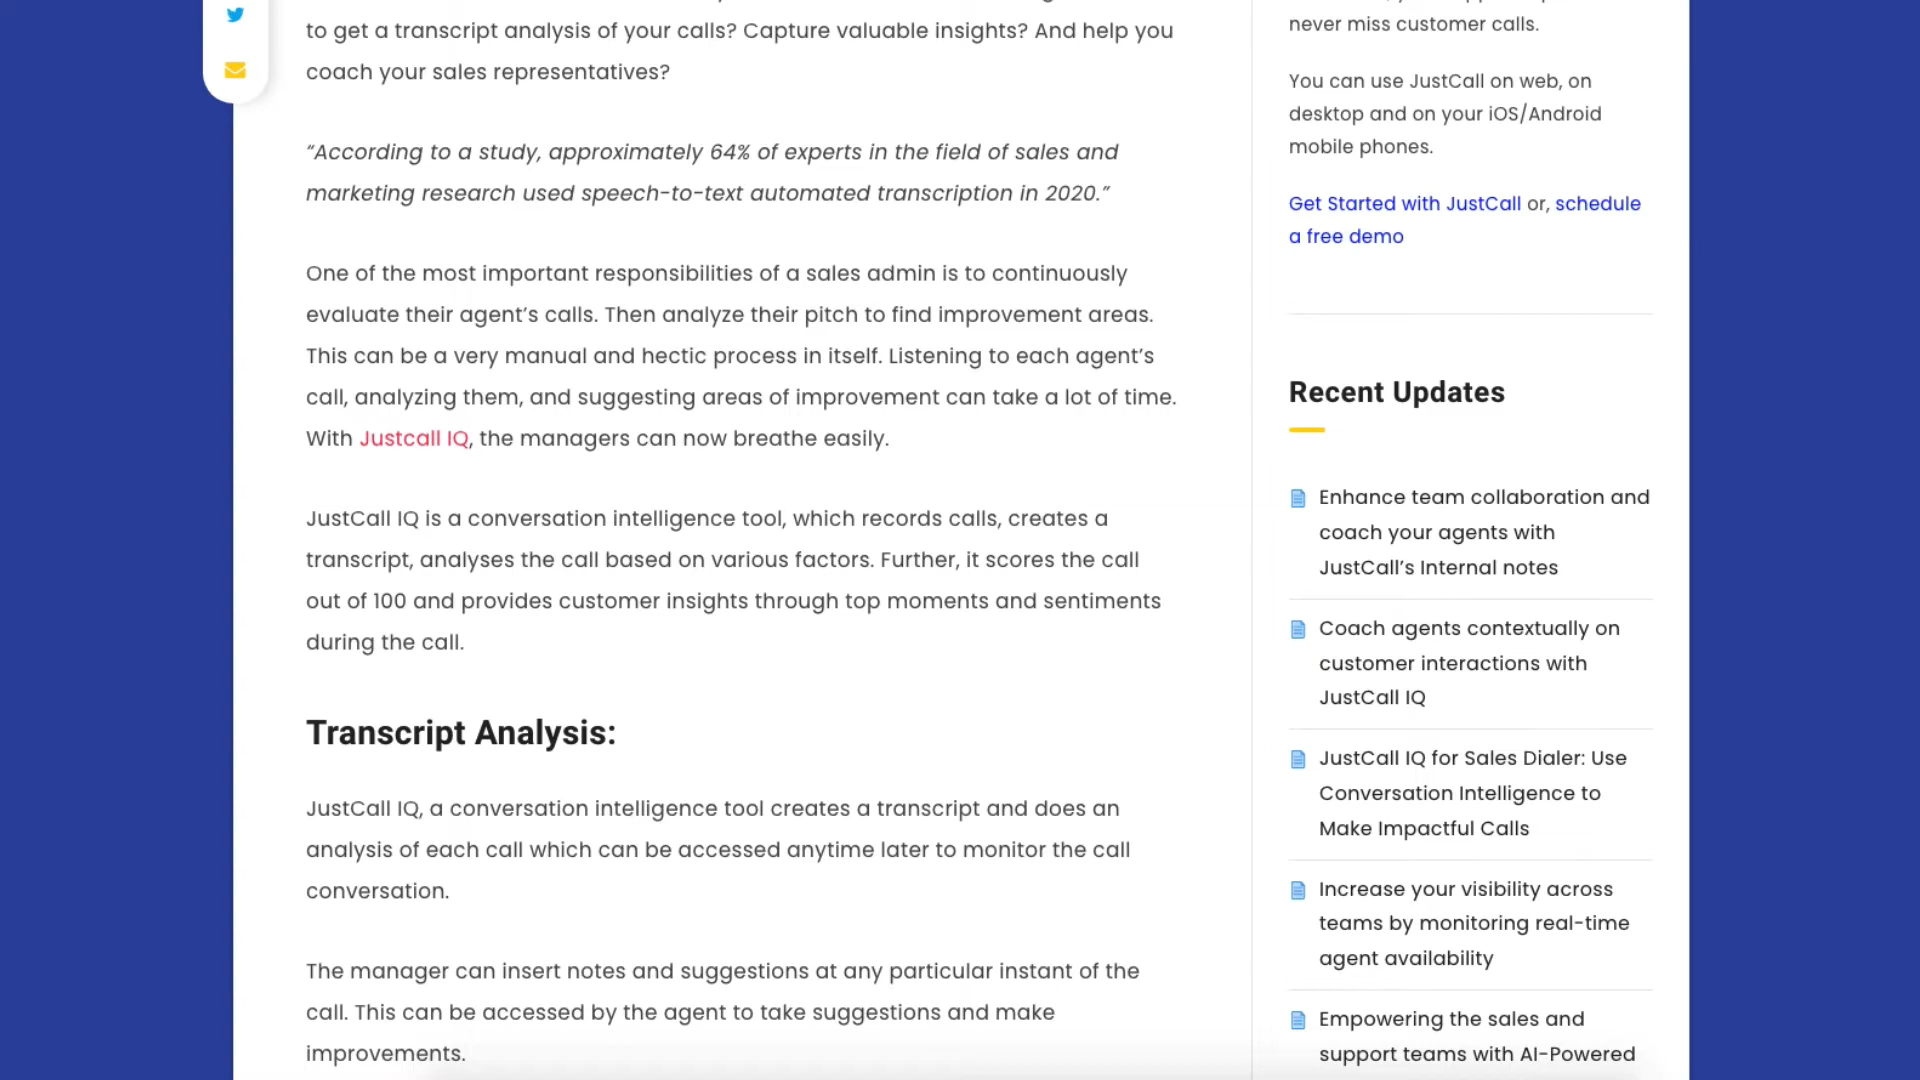 to get a transcript analysis of your calls? Capture valuable insights? And help you
coach your sales representatives?
“According to a study, approximately 64% of experts in the field of sales and
marketing research used speech-to-text automated transcription in 2020.”
One of the most important responsibilities of a sales admin is to continuously
evaluate their agent’s calls. Then analyze their pitch to find improvement areas.
This can be a very manual and hectic process in itself. Listening to each agent’s
call, analyzing them, and suggesting areas of improvement can take a lot of time.
With Justcall IQ, the managers can now breathe easily.
JustCall IQ is a conversation intelligence tool, which records calls, creates a
transcript, analyses the call based on various factors. Further, it scores the call
out of 100 and provides customer insights through top moments and sentiments
during the call.
Transcript Analysis:
JustCall IQ, a conversation intelligence tool creates a transcript and does an
analysis of each call which can be accessed anytime later to monitor the call
conversation.
The manager can insert notes and suggestions at any particular instant of the
call. This can be accessed by the agent to take suggestions and make
improvements.
never miss customer calls.
You can use JustCall on web, on
desktop and on your iOS/Android
mobile phones.
Get Started with JustCall or, schedule
a free demo
Recent Updates
Enhance team collaboration and
coach your agents with
JustCall’s Internal notes
Coach agents contextually on
customer interactions with
JustCall IQ
JustCall IQ for Sales Dialer: Use
Conversation Intelligence to
Make Impactful Calls
Increase your visibility across
teams by monitoring real-time
agent availability
Empowering the sales and
support teams with AI-Powered